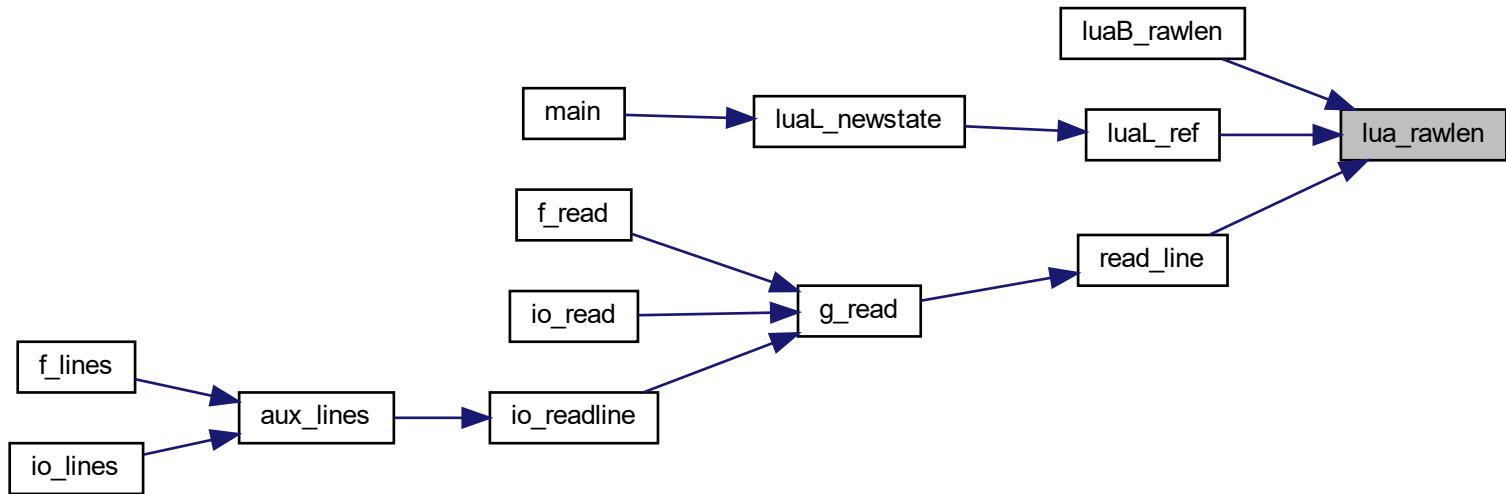 luaB_rawlen
main
luaL_newstate
luaL_ref
lua_rawlen
f_read
read_line
io_read
g_read
f_lines
aux_lines
io_readline
io_lines